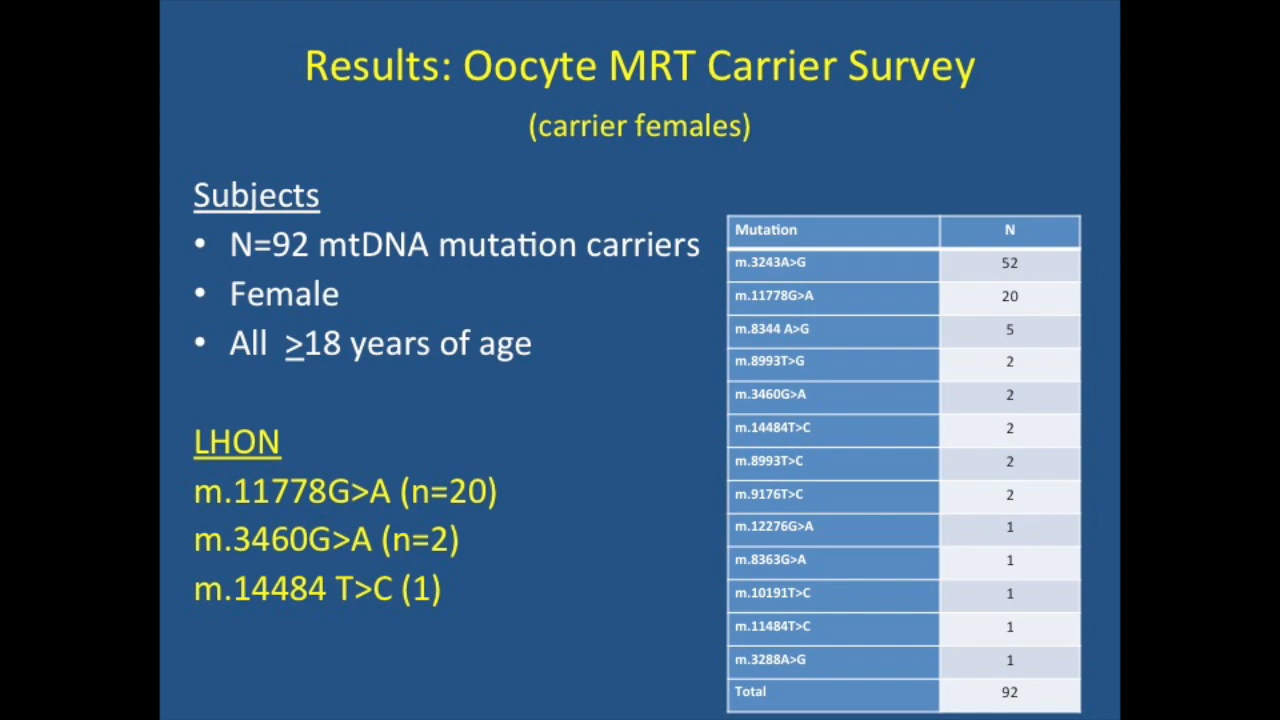 Results: Oocyte MRT Carrier Survey
(carrier females)
Subjects
• N=92 mtDNA mutation carriers
• Female
• All ≥18 years of age
LHON
m.11778G>A (n=20)
m.3460G>A (n=2)
m.14484 T>C (1)
Mutation N
m.3243A>G 52
m.11778G>A 20
m.8344 A>G 5
m.8993T>G 2
m.3460G>A 2
m.14484T>C 2
m.8993T>C 2
m.9176T>C 2
m.12276G>A 1
m.8363G>A 1
m.10191T>C 1
m.11484T>C 1
m.3288A>G 1
Total 92